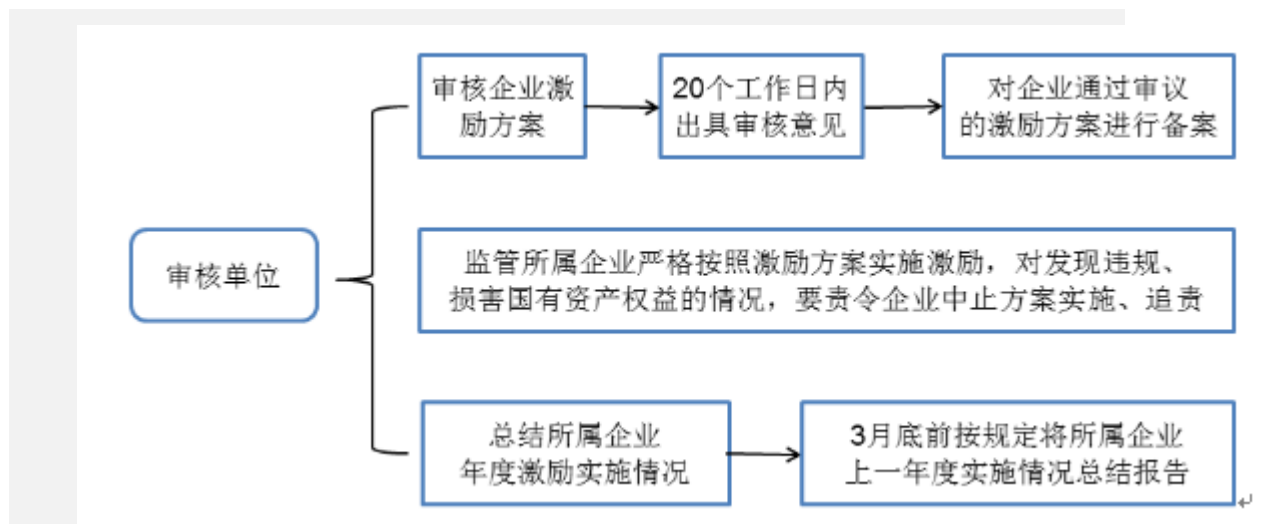 审核企业激
励方案
20个工作日内
出具审核意见
对企业通过审议
的激励方案进行备案
审核单位
监管所属企业严格按照激励方案实施激励，对发现违规、
损害国有资产权益的情况，要责令企业中止方案实施、追责
总结所属企业
年度激励实施情况
3月底前按规定将所属企业
上一年度实施情况总结报告